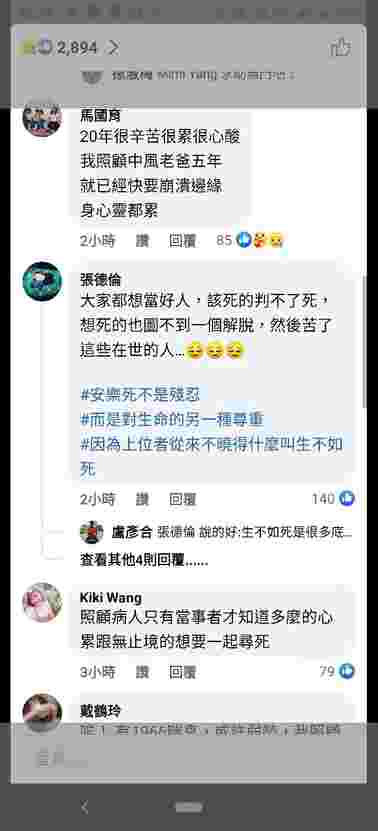 2,894
馬國育
20年很辛苦很累很心酸
我照顧中風老爸五年
就已經快要崩潰邊緣
身心靈都累
2小時 讚 回覆 85
張德倫
大家都想當好人，該死的判不了死，
想死的也圖不到一個解脫，然後苦了
這些在世的人...
#安樂死不是殘忍
#而是對生命的另一種尊重
#因為上位者從來不曉得什麼叫生不如
死
2小時 讚 回覆 140
盧彥合 張德倫 說的好:生不如死是很多底...
查看其他4則回覆......
Kiki Wang
照顧病人只有當事者才知道多麼的心
累跟無止境的想要一起尋死
3小時 讚 回覆 79
戴鶴玲